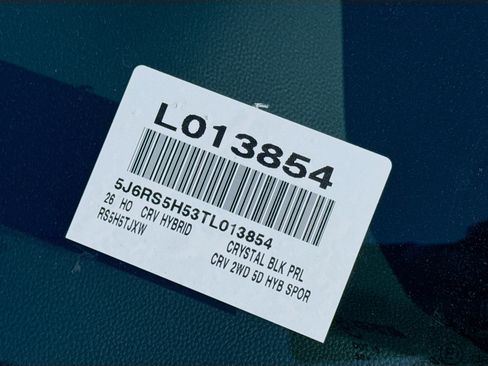 L013854
5J6RS5H53TL013854
26 HO CRV HYBRID CRYSTAL BLK PRL
RS5H5TJXW CRV 2WD 5D HYB SPOR